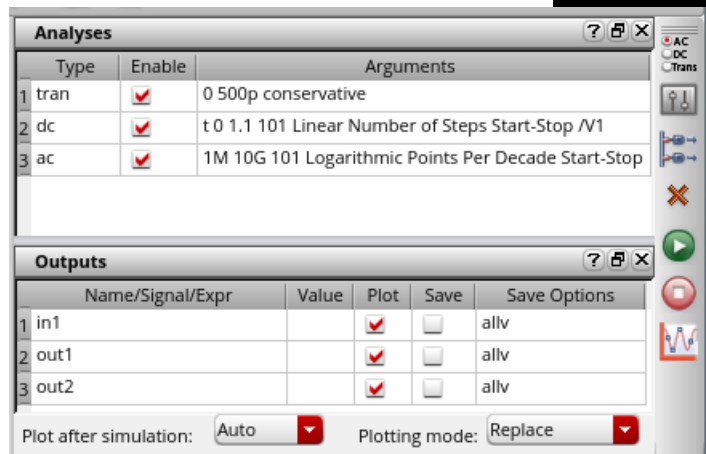 Analyses
Type Enable Arguments
1 tran 0 500p conservative
2 dc t 0 1.1 101 Linear Number of Steps Start-Stop /V1
3 ac 1M 10G 101 Logarithmic Points Per Decade Start-Stop
AC
DC
Trans
Outputs
Name/Signal/Expr Value Plot Save Save Options
1 in1 allv
2 out1 allv
3 out2 allv
Plot after simulation: Auto Plotting mode: Replace